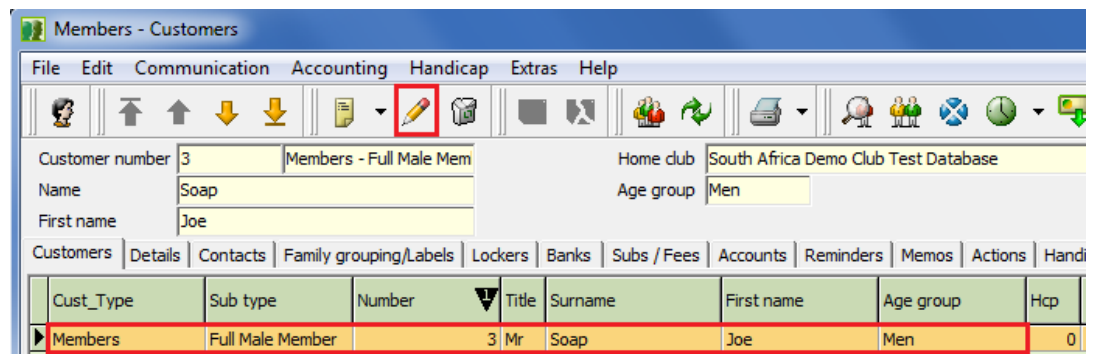 Members - Customers
File Edit Communication Accounting Handicap Extras Help
Customer number 3 Members - Full Male Mem Home club South Africa Demo Club Test Database
Name Soap Age group Men
First name Joe
Customers Details Contacts Family grouping/Labels Lockers Banks Subs / Fees Accounts Reminders Memos Actions Handi
Cust_Type Sub type Number 1 Title Surname First name Age group Hcp
Members Full Male Member 3 Mr Soap Joe Men 0